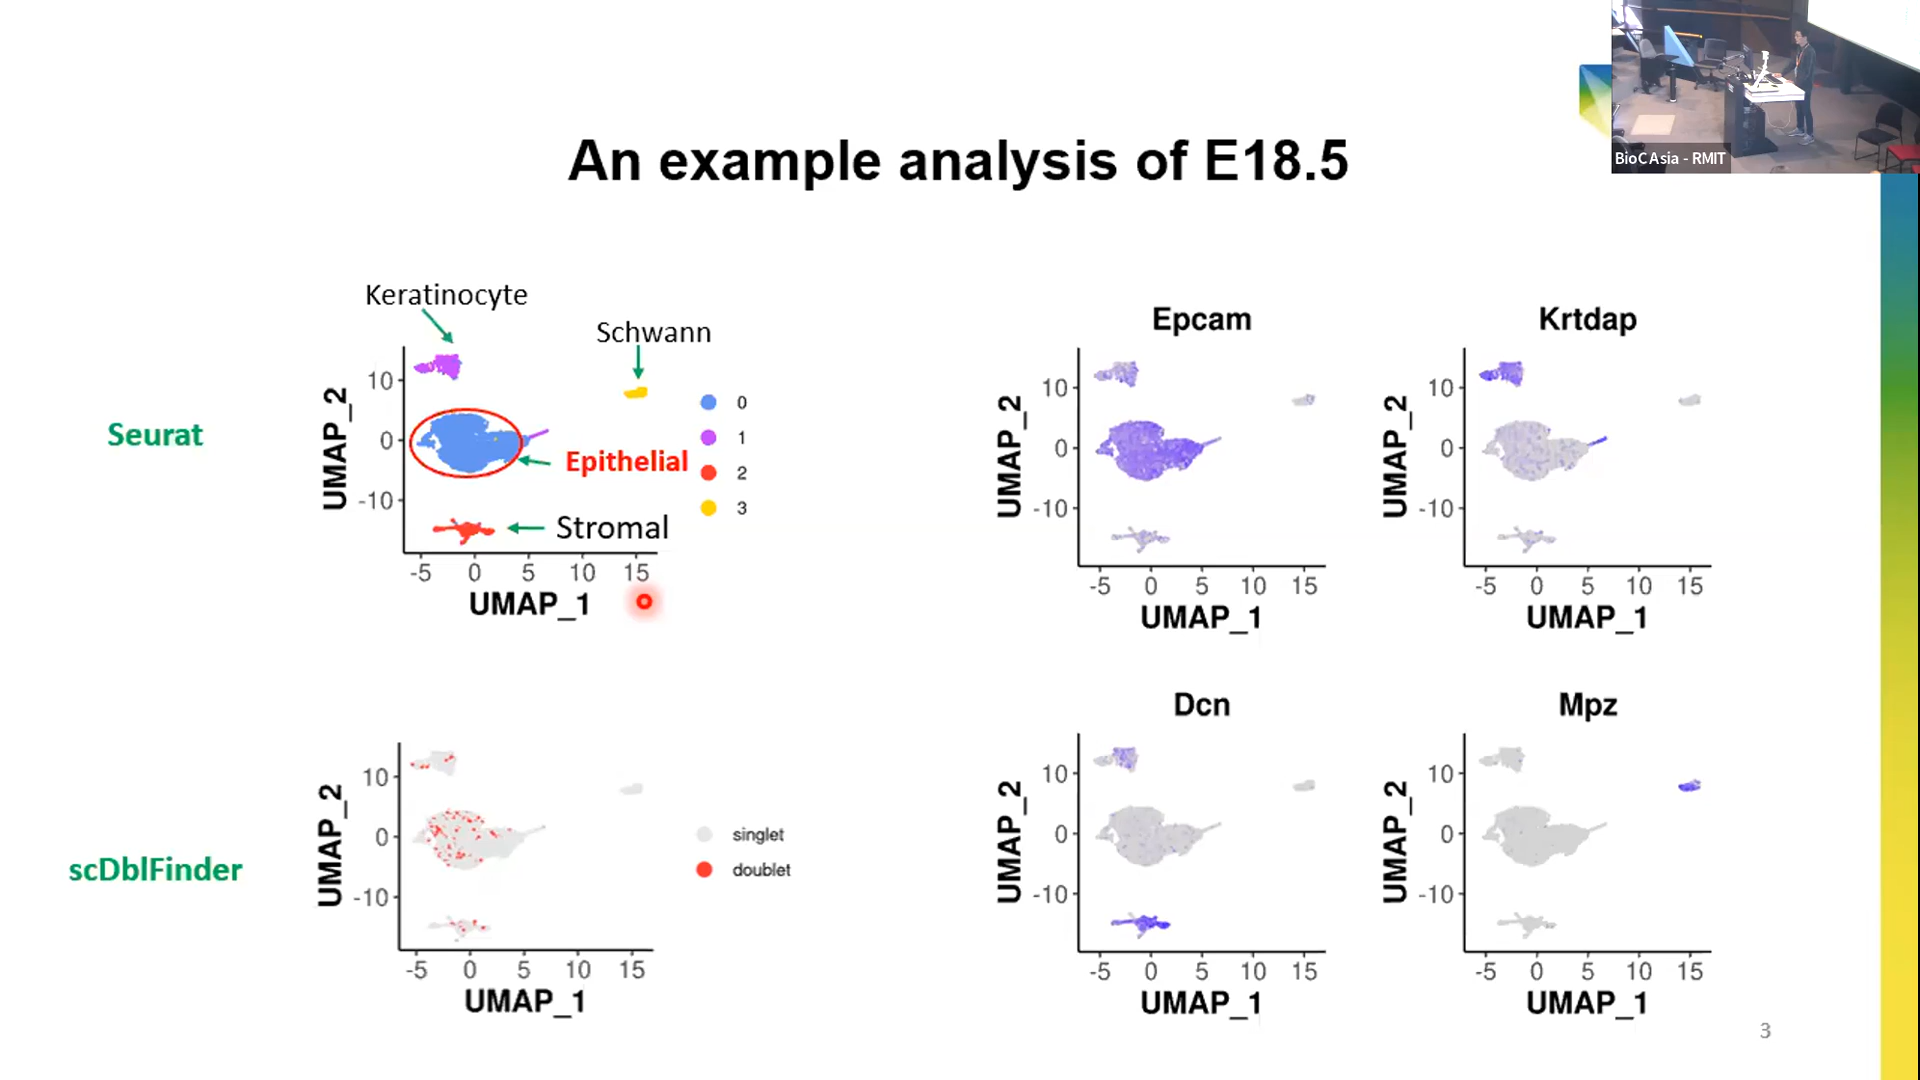 BioC Asia - RMIT
An example analysis of E18.5
Seurat
Keratinocyte
Schwann
Epithelial
Stromal
UMAP_2
10
0
-10
-5 0 5 10 15
UMAP_1
0
1
2
3
Epcam
UMAP_2
10
0
-10
-5 0 5 10 15
UMAP_1
Krtdap
UMAP_2
10
0
-10
-5 0 5 10 15
UMAP_1
scDblFinder
UMAP_2
10
0
-10
-5 0 5 10 15
UMAP_1
singlet
doublet
Dcn
UMAP_2
10
0
-10
-5 0 5 10 15
UMAP_1
Mpz
UMAP_2
10
0
-10
-5 0 5 10 15
UMAP_1
3